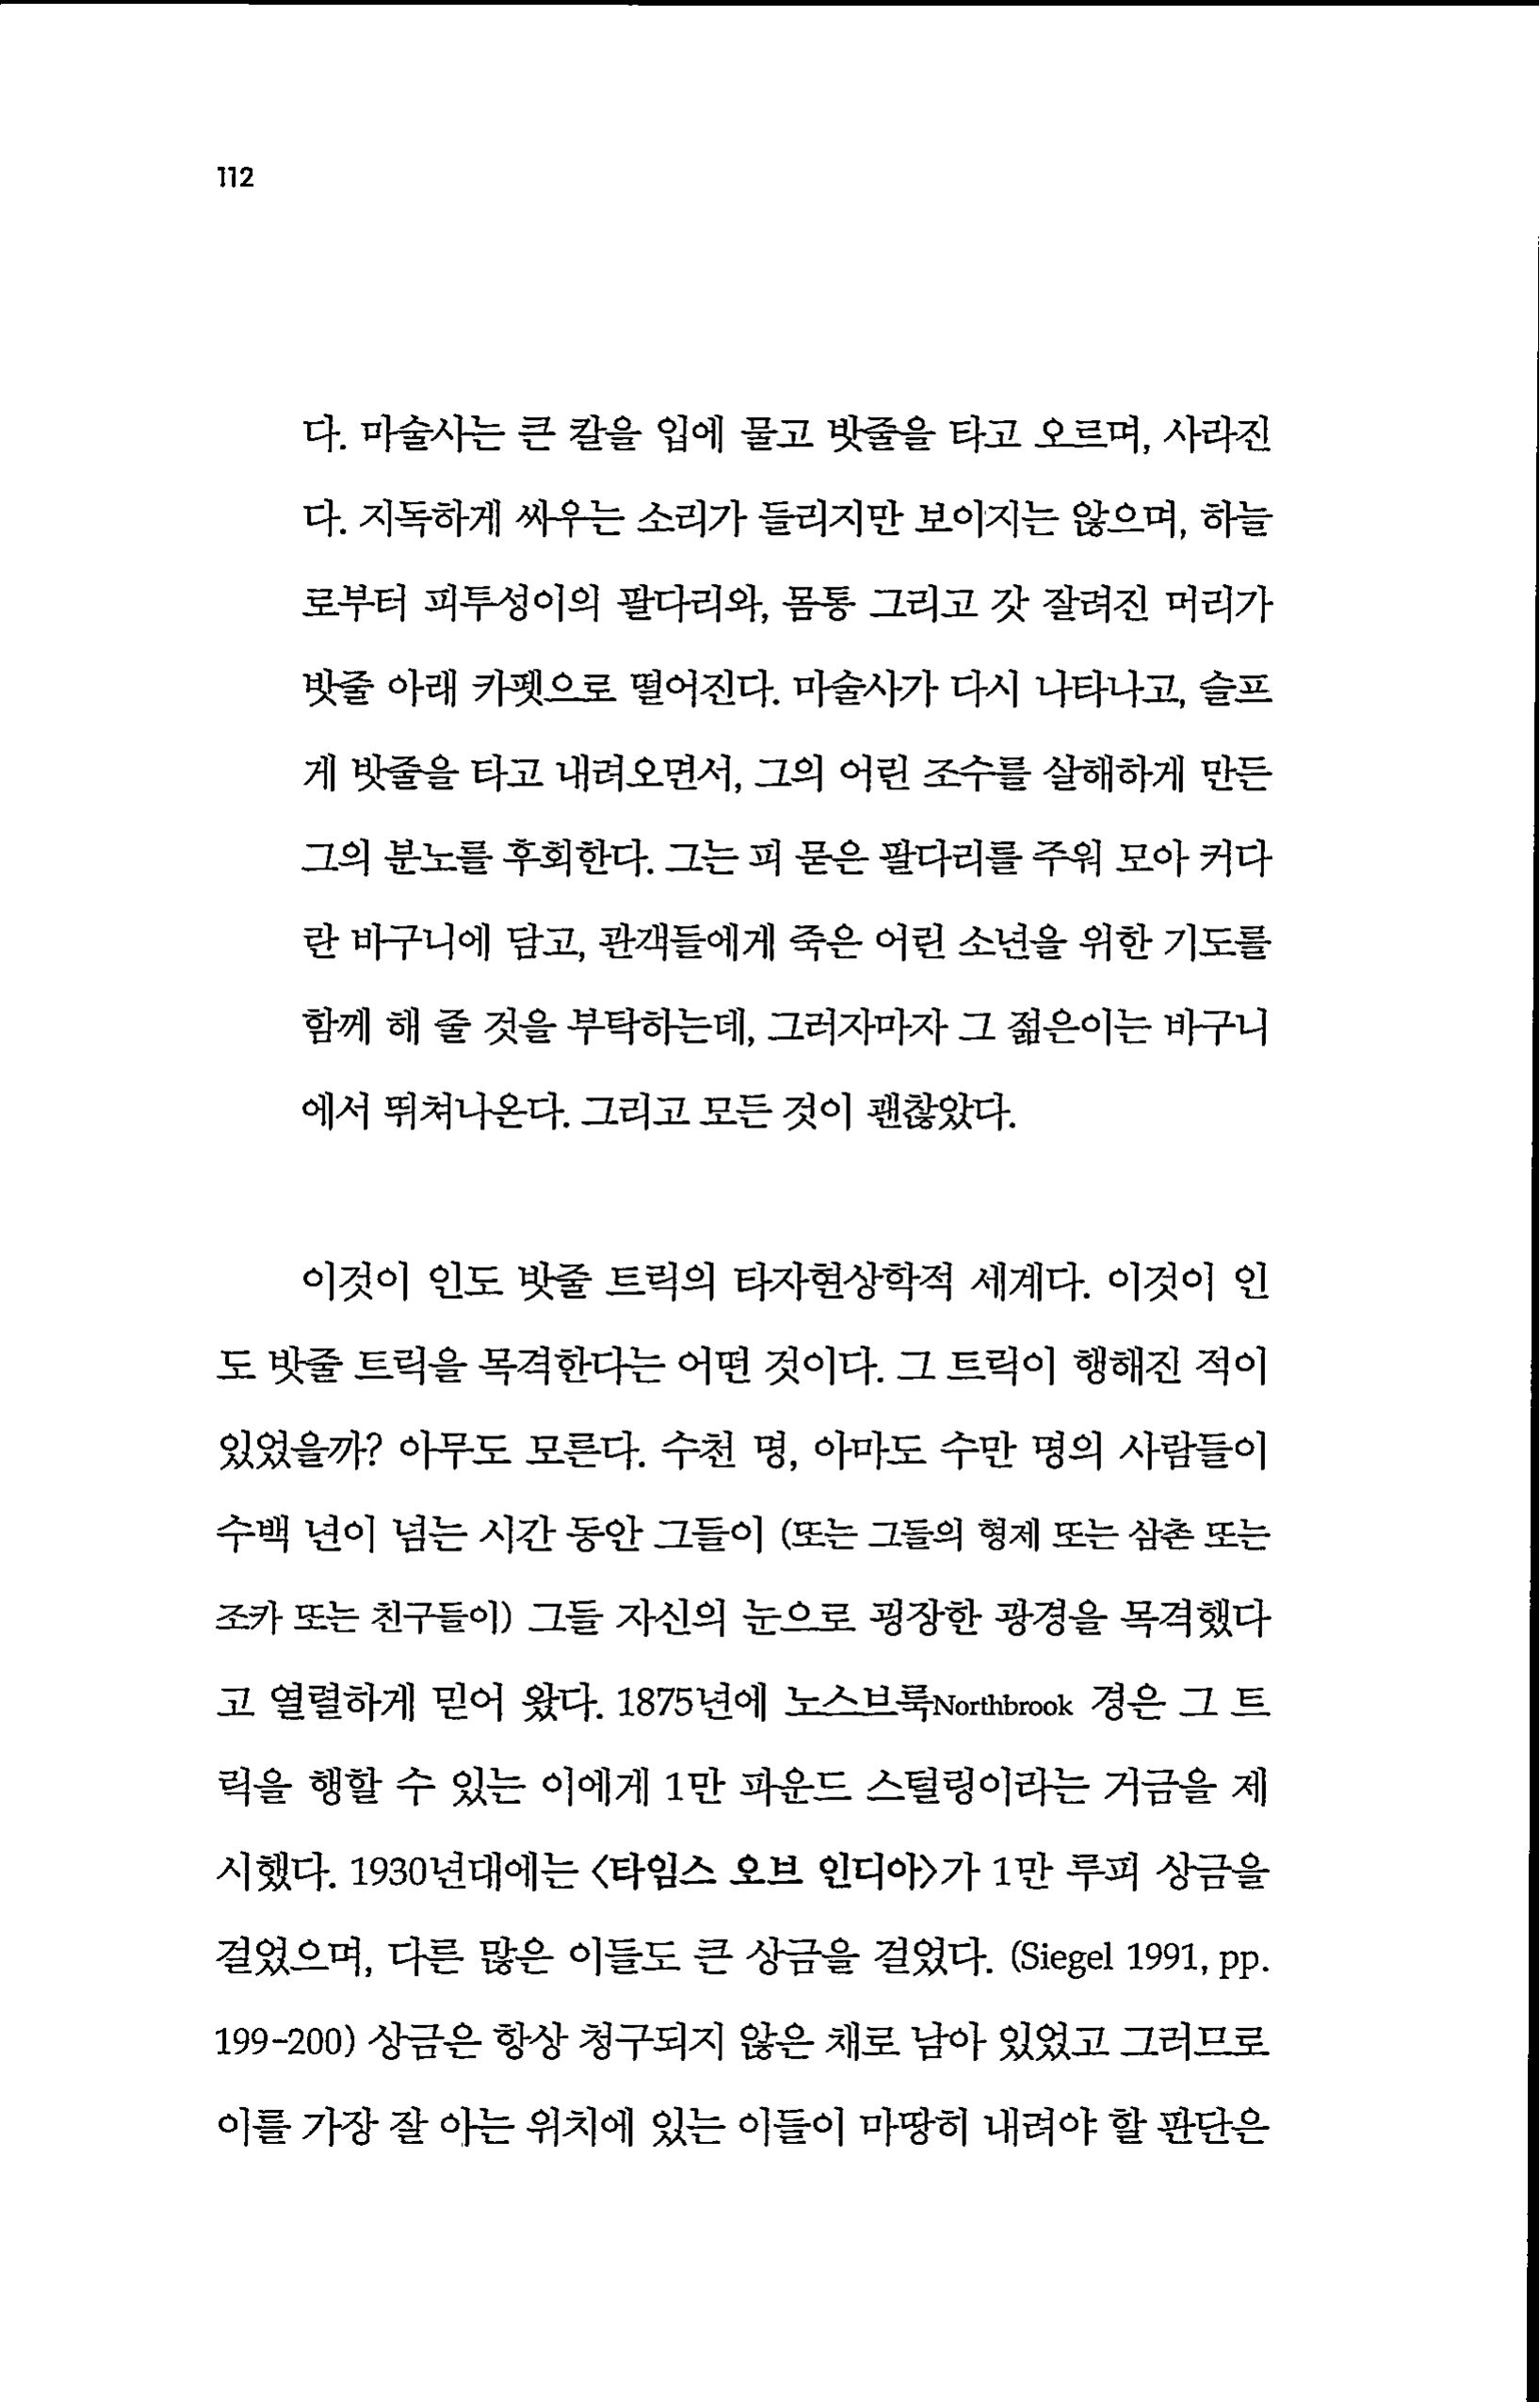 112
다. 마술사는 큰 칼을 입에 물고 밧줄을 타고 오르며, 사라진
다. 지독하게 싸우는 소리가 들리지만 보이지는 않으며, 하늘
로부터 피투성이의 팔다리와, 몸통 그리고 갓 잘려진 머리가
밧줄 아래 카펫으로 떨어진다. 마술사가 다시 나타나고, 슬프
게 밧줄을 타고 내려오면서, 그의 어린 조수를 살해하게 만든
그의 분노를 후회한다. 그는 피 묻은 팔다리를 주워 모아 커다
란 바구니에 담고, 관객들에게 죽은 어린 소년을 위한 기도를
함께 해 줄 것을 부탁하는데, 그러자마자 그 젊은이는 바구니
에서 뛰쳐나온다. 그리고 모든 것이 괜찮았다.
이것이 인도 밧줄 트릭의 타자현상학적 세계다. 이것이 인
도 밧줄 트릭을 목격한다는 어떤 것이다. 그 트릭이 행해진 적이
있었을까? 아무도 모른다. 수천 명, 아마도 수만 명의 사람들이
수백 년이 넘는 시간 동안 그들이 (또는 그들의 형제 또는 삼촌 또는
조카 또는 친구들이) 그들 자신의 눈으로 굉장한 광경을 목격했다
고 열렬하게 믿어 왔다. 1875년에 노스브룩Northbrook 경은 그 트
릭을 행할 수 있는 이에게 1만 파운드 스털링이라는 거금을 제
시했다. 1930년대에는 〈타임스 오브 인디아〉가 1만 루피 상금을
걸었으며, 다른 많은 이들도 큰 상금을 걸었다. (Siegel 1991, pp.
199-200) 상금은 항상 청구되지 않은 채로 남아 있었고 그러므로
이를 가장 잘 아는 위치에 있는 이들이 마땅히 내려야 할 판단은